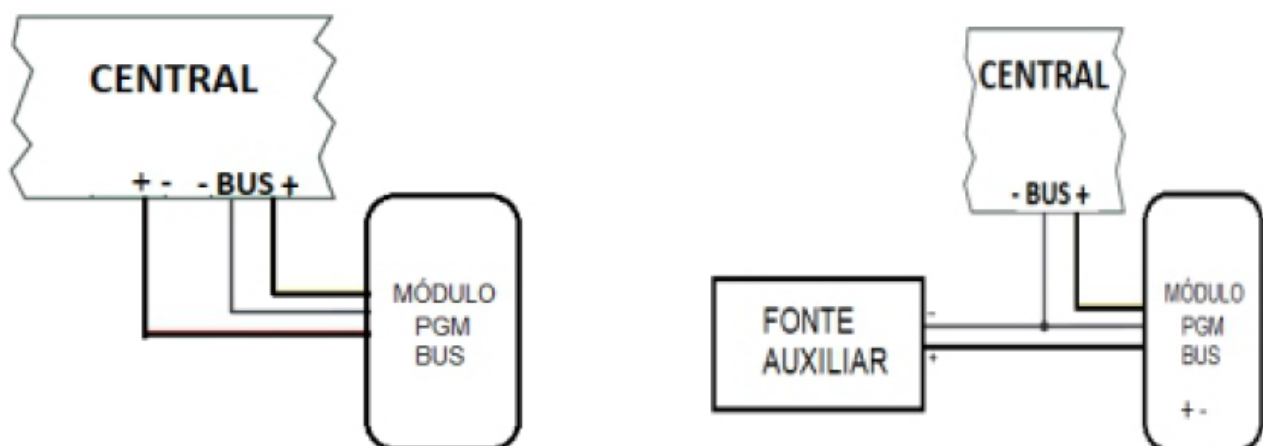 CENTRAL
+ - - BUS +
MÓDULO
PGM
BUS
CENTRAL
- BUS +
FONTE
AUXILIAR
-
+
MÓDULO
PGM
BUS
+ -